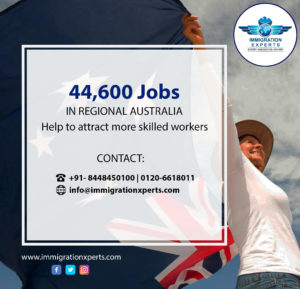 IMMIGRATION
EXPERTS
44,600 Jobs
IN REGIONAL AUSTRALIA
Help to attract more skilled workers
CONTACT:
+91- 8448450100 | 0120-6618011
info@immigrationxperts.com
www.immigrationxperts.com